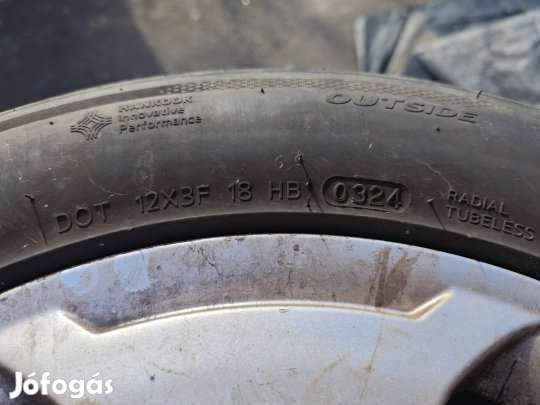 HANKOOK
Innovative
Performance
OUTSIDE
DOT 12X3F 18 HB 0324
RADIAL
TUBELESS
Jófogás